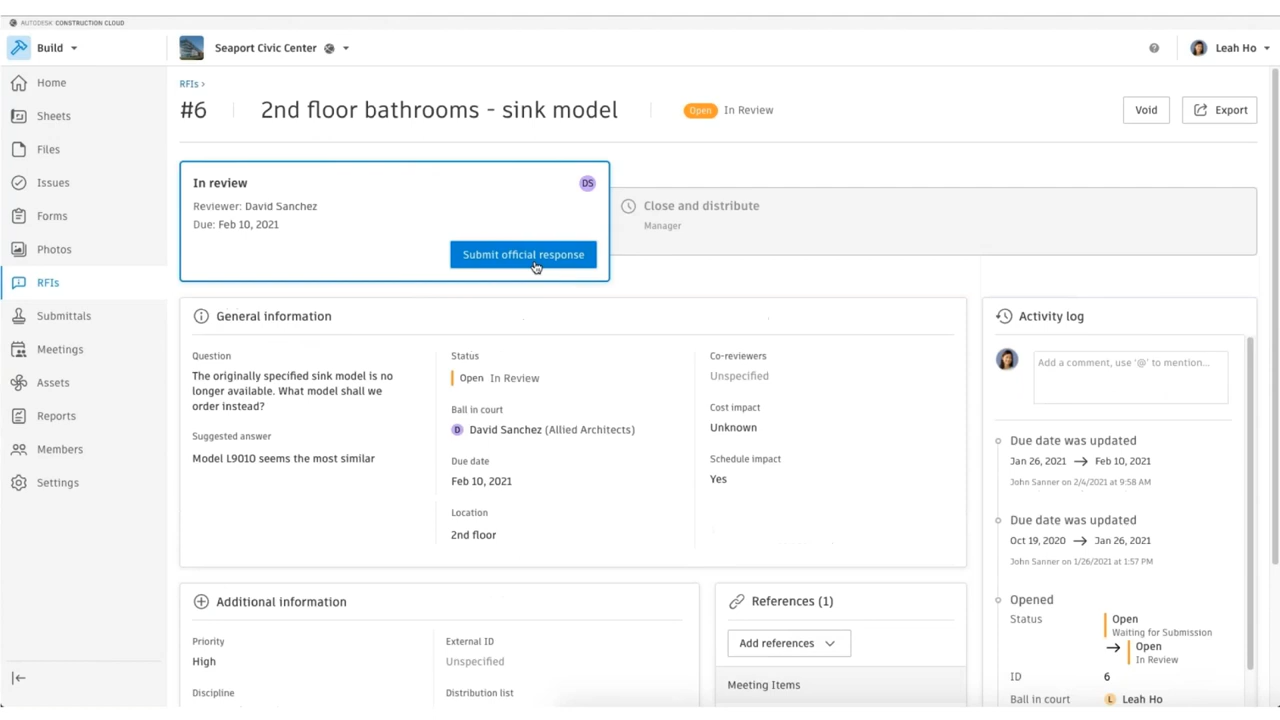 AUTODESK CONSTRUCTION CLOUD
Build
Seaport Civic Center
Leah Ho
Home
Sheets
Files
Issues
Forms
Photos
RFIs
Submittals
Meetings
Assets
Reports
Members
Settings
RFIs ›
#6
2nd floor bathrooms - sink model
Open In Review
Void
Export
In review
DS
Reviewer: David Sanchez
Due: Feb 10, 2021
Submit official response
Close and distribute
Manager
General information
Question
The originally specified sink model is no
longer available. What model shall we
order instead?
Suggested answer
Model L9010 seems the most similar
Status
Open In Review
Ball in court
D David Sanchez (Allied Architects)
Due date
Feb 10, 2021
Location
2nd floor
Co-reviewers
Unspecified
Cost impact
Unknown
Schedule impact
Yes
Activity log
Add a comment, use '@' to mention...
Due date was updated
Jan 26, 2021 → Feb 10, 2021
John Sanner on 2/4/2021 at 9:58 AM
Due date was updated
Oct 19, 2020 → Jan 26, 2021
John Sanner on 1/26/2021 at 1:57 PM
Opened
Status
Open
Waiting for Submission
→ Open
In Review
ID 6
Ball in court L Leah Ho
Additional information
Priority
High
Discipline
External ID
Unspecified
Distribution list
References (1)
Add references
Meeting Items